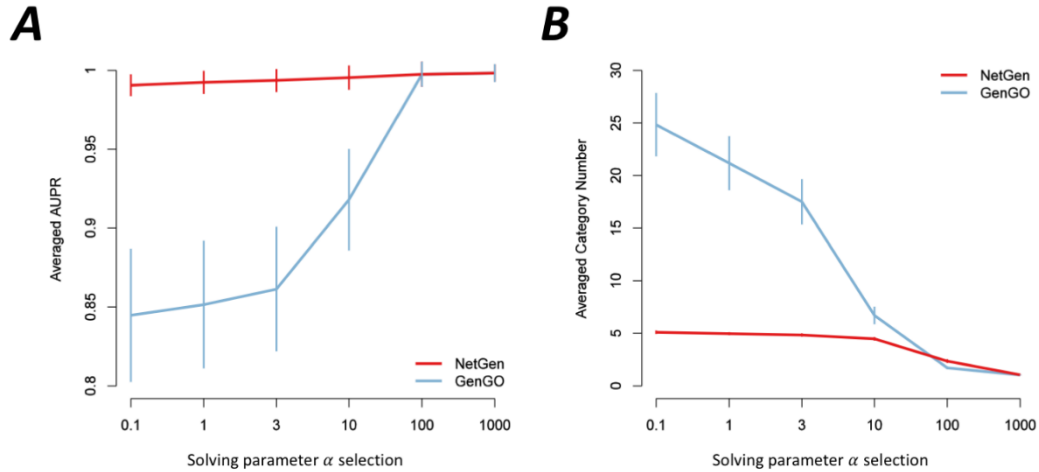 A
Averaged AUPR
1
0.95
0.9
0.85
0.8
0.1 1 3 10 100 1000
Solving parameter α selection
NetGen
GenGO
B
Averaged Category Number
30
25
20
15
10
5
0
0.1 1 3 10 100 1000
Solving parameter α selection
NetGen
GenGO